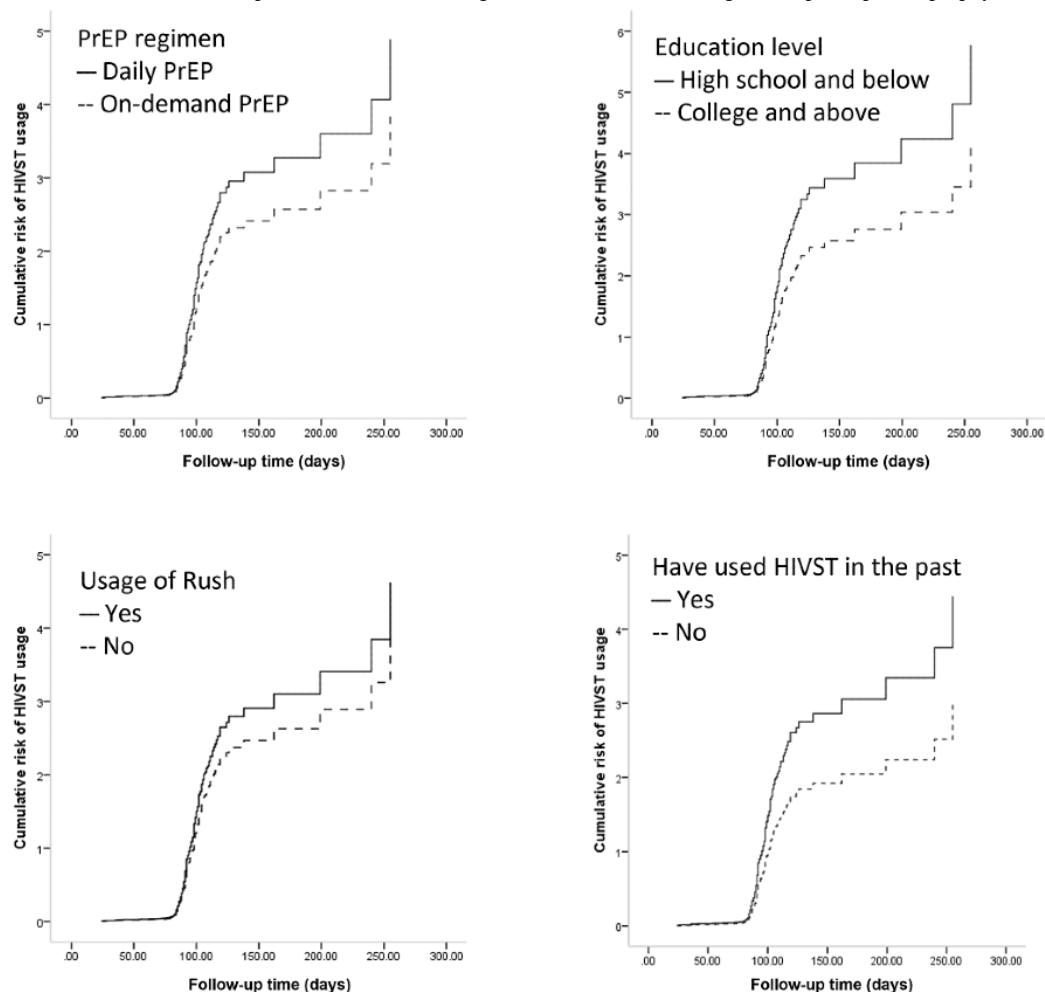 PrEP regimen
— Daily PrEP
-- On-demand PrEP
Cumulative risk of HIVST usage
5
4
3
2
1
0
.00 50.00 100.00 150.00 200.00 250.00 300.00
Follow-up time (days)
Education level
— High school and below
-- College and above
Cumulative risk of HIVST usage
6
5
4
3
2
1
0
.00 50.00 100.00 150.00 200.00 250.00 300.00
Follow-up time (days)
Usage of Rush
— Yes
-- No
Cumulative risk of HIVST usage
5
4
3
2
1
0
.00 50.00 100.00 150.00 200.00 250.00 300.00
Follow-up time (days)
Have used HIVST in the past
— Yes
-- No
Cumulative risk of HIVST usage
5
4
3
2
1
0
.00 50.00 100.00 150.00 200.00 250.00 300.00
Follow-up time (days)